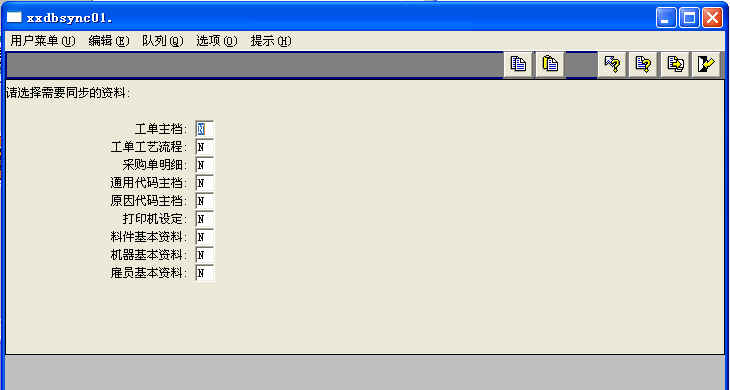 xxdbsync01.
用户菜单(U) 编辑(E) 队列(Q) 选项(O) 提示(H)
请选择需要同步的资料:
工单主档: N
工单工艺流程: N
采购单明细: N
通用代码主档: N
原因代码主档: N
打印机设定: N
料件基本资料: N
机器基本资料: N
雇员基本资料: N